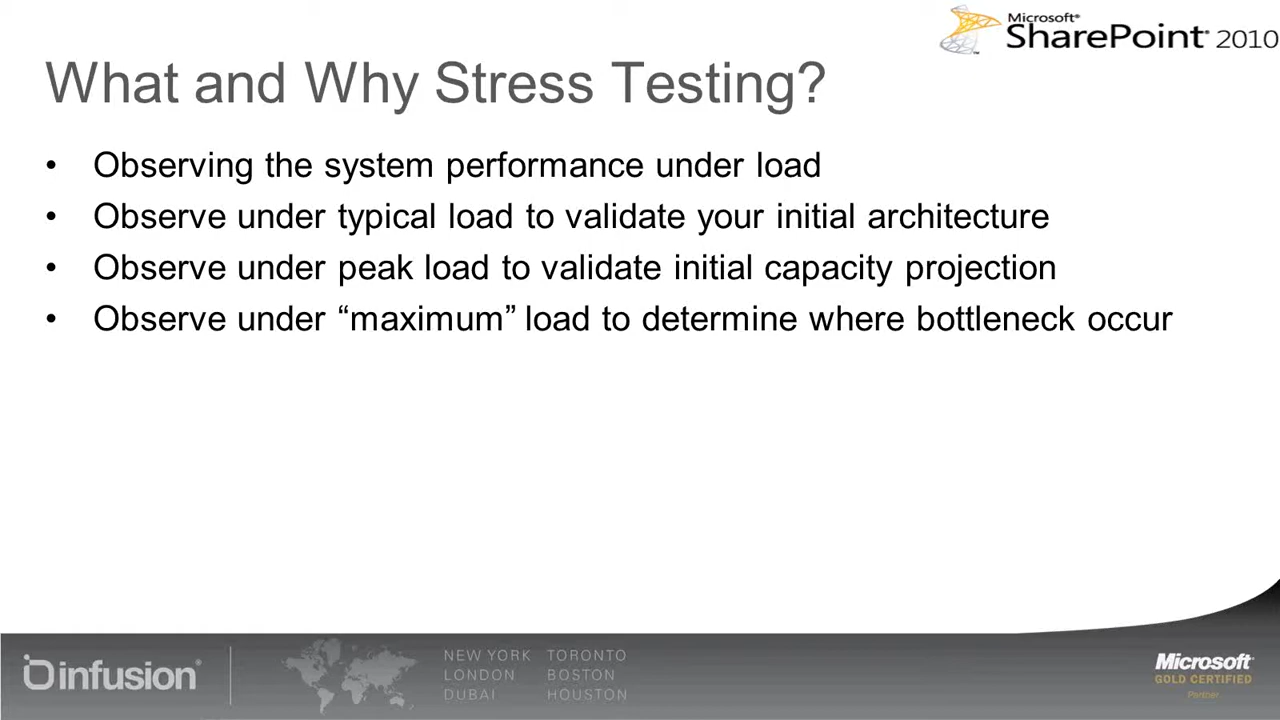 Microsoft®
SharePoint® 2010
What and Why Stress Testing?
• Observing the system performance under load
• Observe under typical load to validate your initial architecture
• Observe under peak load to validate initial capacity projection
• Observe under “maximum” load to determine where bottleneck occur
infusion®
NEW YORK TORONTO
LONDON BOSTON
DUBAI HOUSTON
Microsoft
GOLD CERTIFIED
Partner